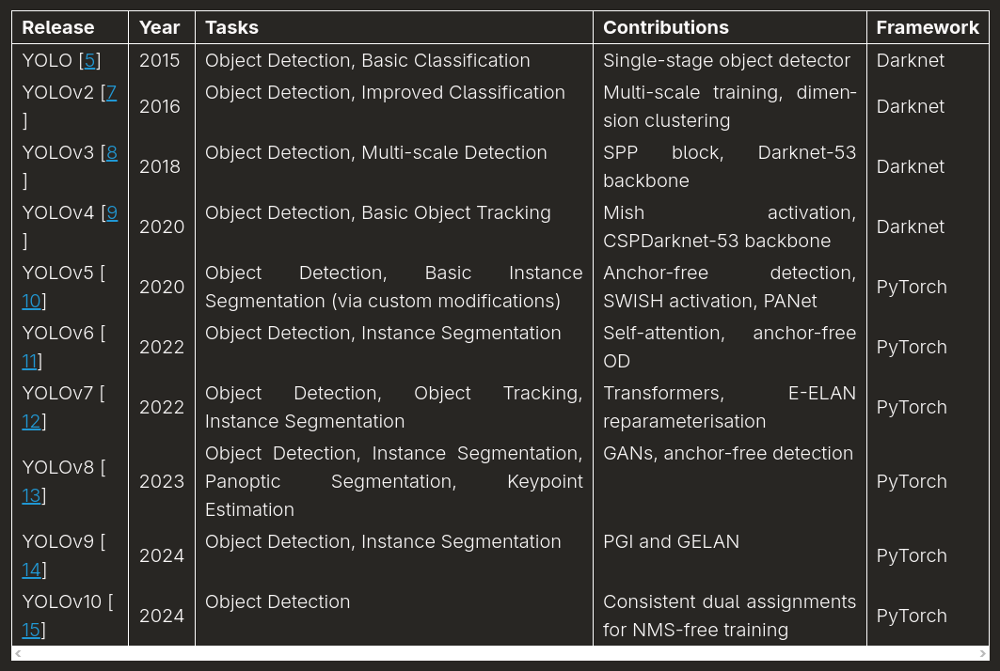 Release Year Tasks Contributions Framework
YOLO [5] 2015 Object Detection, Basic Classification Single-stage object detector Darknet
YOLOv2 [7 Object Detection, Improved Classification Multi-scale training, dimen-
2016 Darknet
] sion clustering
YOLOv3 [8 Object Detection, Multi-scale Detection SPP block, Darknet-53
2018 Darknet
] backbone
YOLOv4 [9 Object Detection, Basic Object Tracking Mish activation,
2020 Darknet
] CSPDarknet-53 backbone
YOLOv5 [ Object Detection, Basic Instance Anchor-free detection,
2020 PyTorch
10] Segmentation (via custom modifications) SWISH activation, PANet
YOLOv6 [ Object Detection, Instance Segmentation Self-attention, anchor-free
2022 PyTorch
11] OD
YOLOv7 [ Object Detection, Object Tracking, Transformers, E-ELAN
2022 PyTorch
12] Instance Segmentation reparameterisation
Object Detection, Instance Segmentation, GANs, anchor-free detection
YOLOv8 [
2023 Panoptic Segmentation, Keypoint PyTorch
13]
Estimation
YOLOv9 [ Object Detection, Instance Segmentation PGI and GELAN
2024 PyTorch
14]
YOLOv10 [ Object Detection Consistent dual assignments
2024 PyTorch
15] for NMS-free training